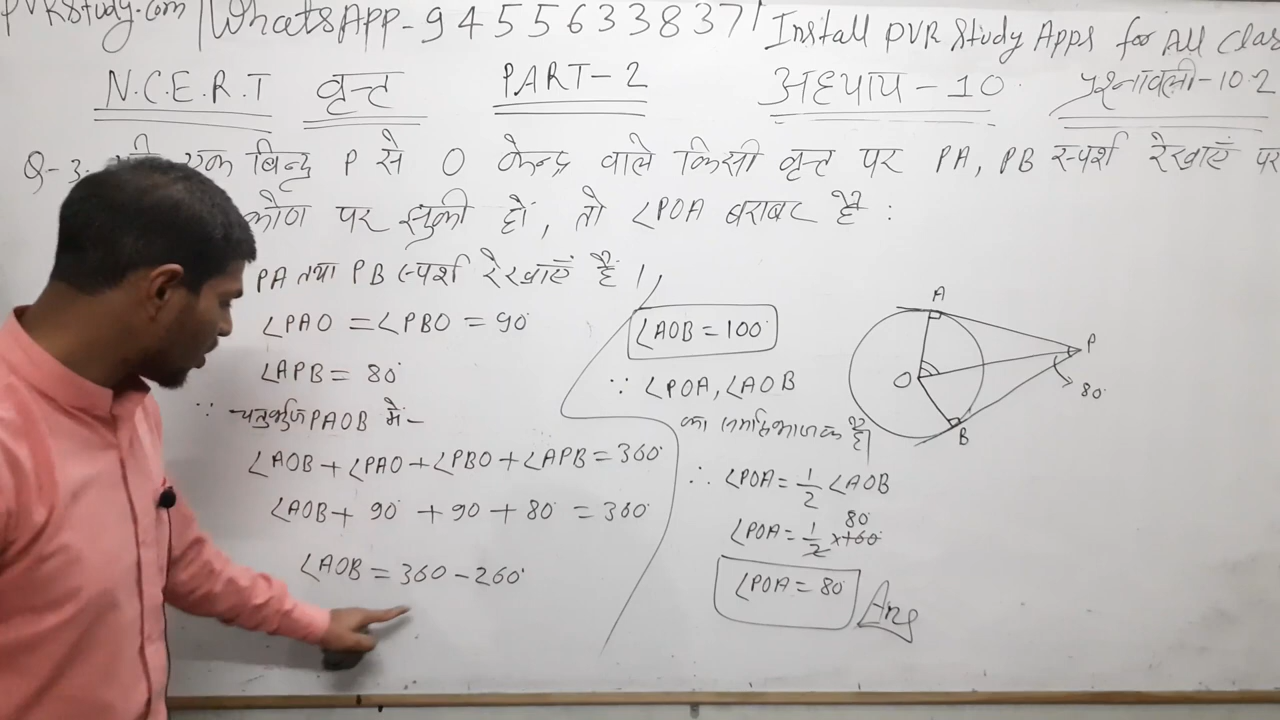 PVRStudy.com | WhatsApp-9455633837 | Install PVR Study Apps for All Clas
N.C.E.R.T वृत्त PART-2 अध्याय-10 प्रश्नावली-10.2
Q-3. एक बिन्दु P से O केन्द्र वाले किसी वृत्त पर PA, PB स्पर्श रेखाएँ पर
कोण पर झुकी हों, तो ∠POA बराबर है :
PA तथा PB स्पर्श रेखाएँ हैं।
∠PAO = ∠PBO = 90°
∠APB = 80°
∵ चतुर्भुज PAOB में-
∠AOB + ∠PAO + ∠PBO + ∠APB = 360°
∠AOB + 90° + 90 + 80° = 360°
∠AOB = 360 - 260°
∠AOB = 100°
∵ ∠POA, ∠AOB
का समद्विभाजक है।
∴ ∠POA = 1/2 ∠AOB
80°
∠POA = 1/2 × 160°
∠POA = 80° Ans
A
P
O
80°
B